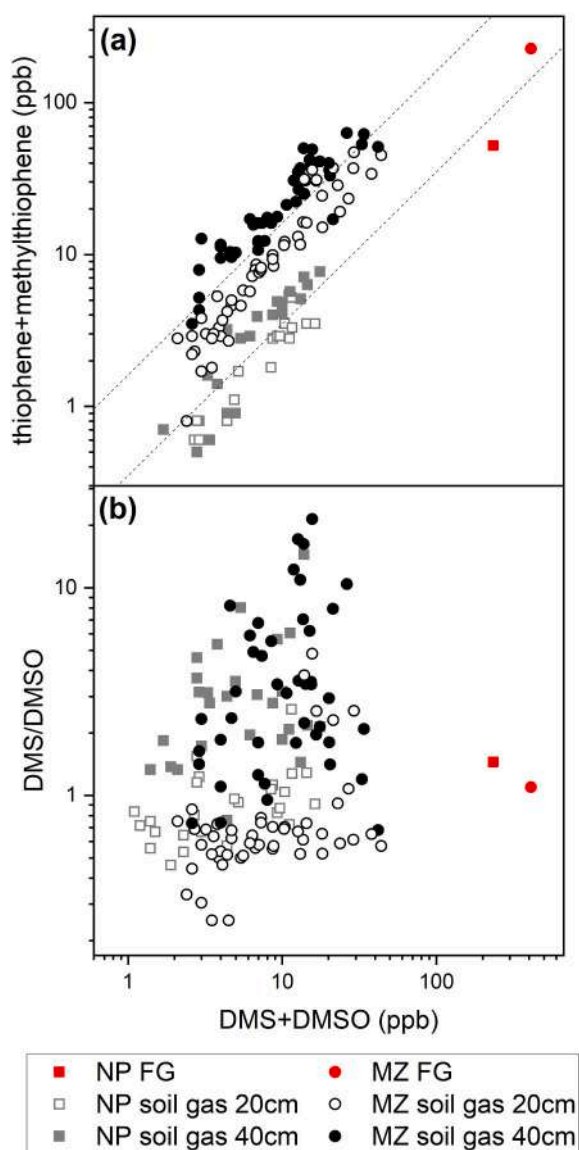 (a)
thiophene+methylthiophene (ppb)
100
10
1
(b)
DMS/DMSO
10
1
1 10 100
DMS+DMSO (ppb)
NP FG MZ FG
NP soil gas 20cm MZ soil gas 20cm
NP soil gas 40cm MZ soil gas 40cm